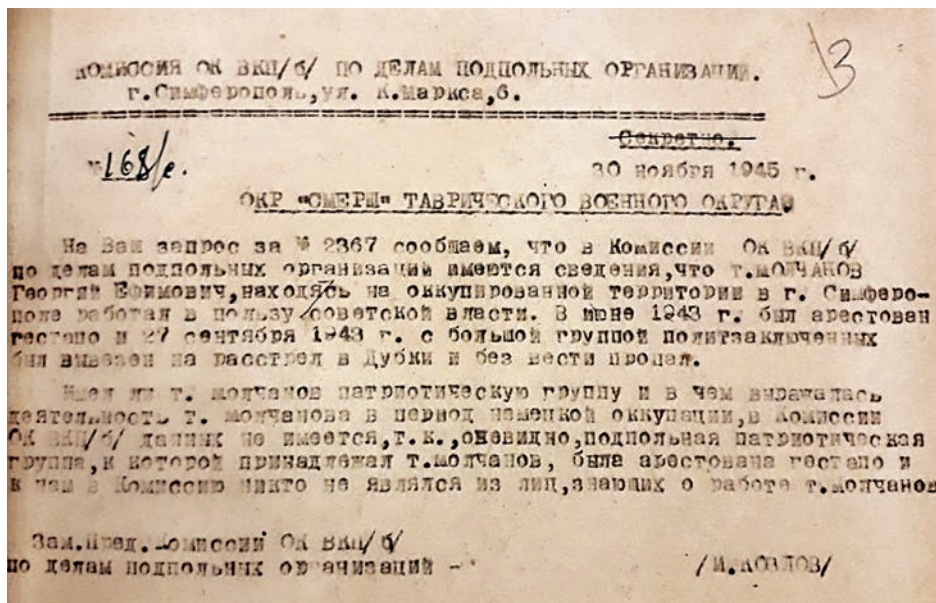 13
КОМИССИЯ ОК ВКП/б/ ПО ДЕЛАМ ПОДПОЛЬНЫХ ОРГАНИЗАЦИЙ.
г.Симферополь,ул. К.Маркса,6.
Секретно.
№ 168/с.
30 ноября 1945 г.
ОКР "СМЕРШ" ТАВРИЧЕСКОГО ВОЕННОГО ОКРУГА
На Ваш запрос за № 2367 сообщаем, что в Комиссии ОК ВКП/б/
по делам подпольных организаций имеются сведения,что т.МОЛЧАНОВ
Георгий Ефимович,находясь на оккупированной территории в г. Симферо-
поле работал в пользу советской власти. В июне 1943 г. был арестован
гестапо и 27 сентября 1943 г. с большой группой политзаключенных
был вывезен на расстрел в Дубки и без вести пропал.
Имел ли т. Молчанов патриотическую группу и в чем выражалась
деятельность т. Молчанова в период немецкой оккупации,в Комиссии
ОК ВКП/б/ данных не имеется,т.к.,очевидно,подпольная патриотическая
группа,к которой принадлежал т.Молчанов, была арестована гестапо и
к нам в Комиссию никто не являлся из лиц,знающих о работе т.Молчанов
Зам.Пред.Комиссии ОК ВКП/б/
по делам подпольных организаций -
/И.КОЗЛОВ/